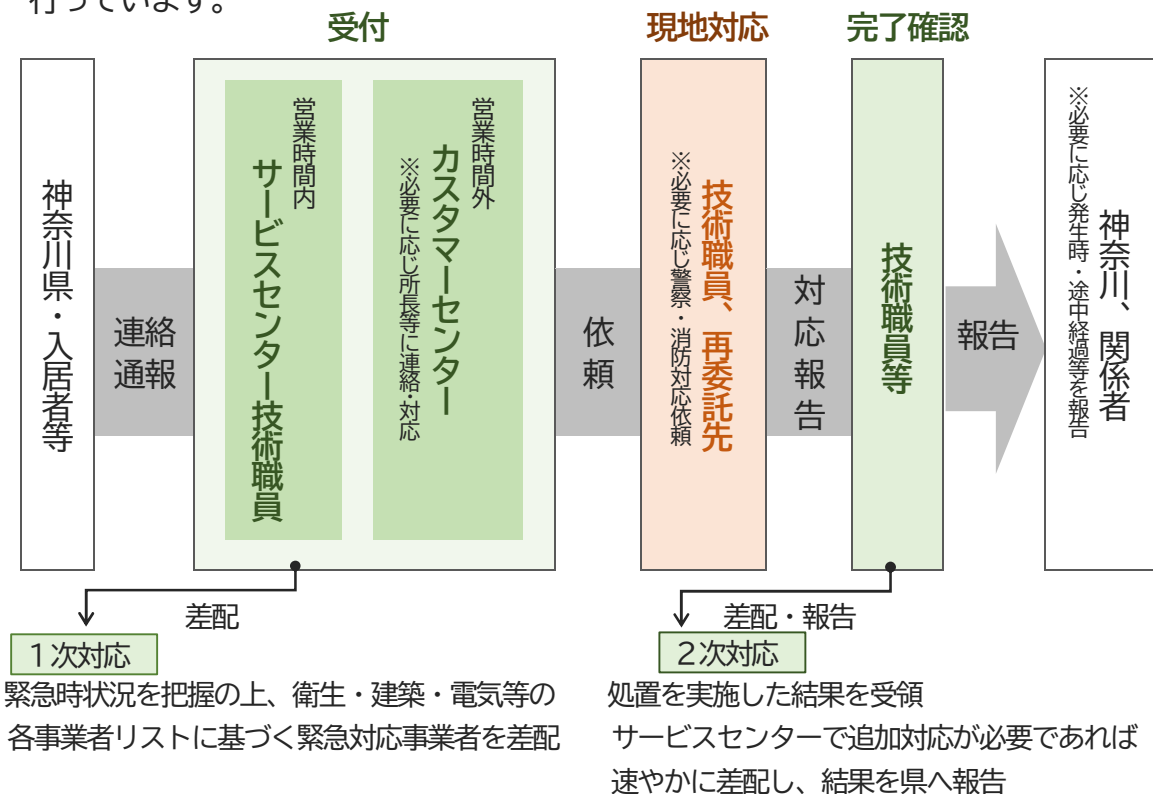 行っています。
受付
現地対応
完了確認
神奈川県・入居者等
連絡
通報
営業時間内
サービスセンター技術職員
営業時間外
カスタマーセンター
※必要に応じ所長等に連絡・対応
依頼
技術職員、再委託先
※必要に応じ警察・消防対応依頼
対応報告
技術職員等
報告
神奈川、関係者
※必要に応じ発生時・途中経過等を報告
差配
1次対応
緊急時状況を把握の上、衛生・建築・電気等の
各事業者リストに基づく緊急対応事業者を差配
差配・報告
2次対応
処置を実施した結果を受領
サービスセンターで追加対応が必要であれば
速やかに差配し、結果を県へ報告